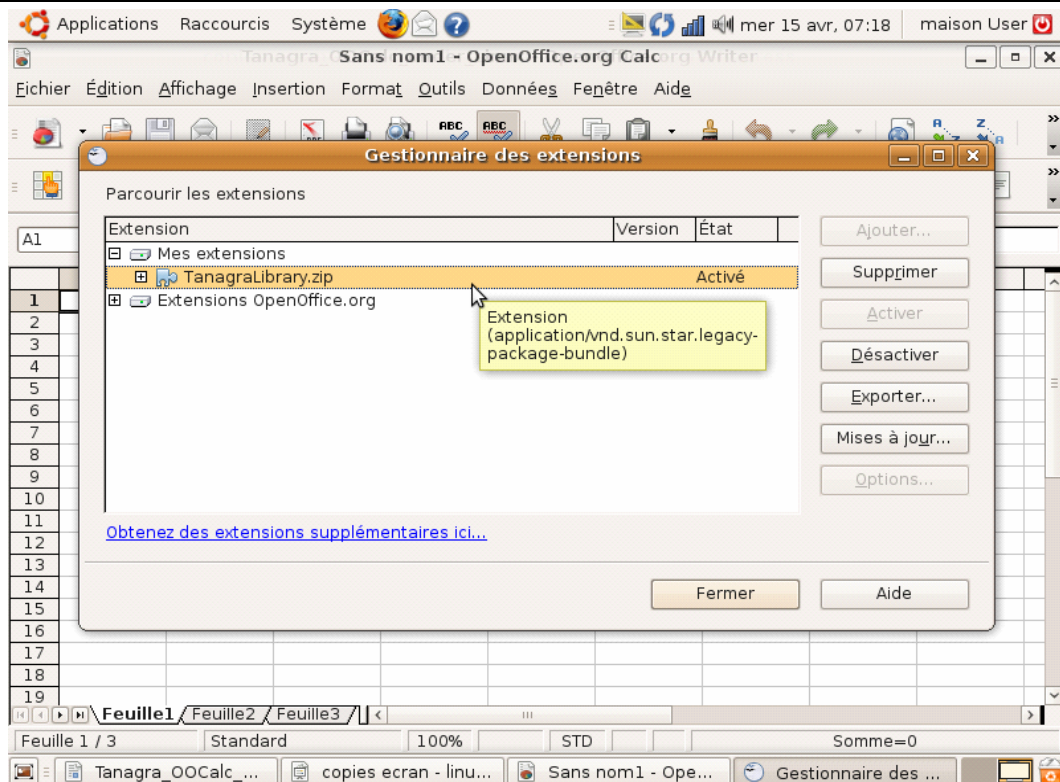 Applications Raccourcis Système mer 15 avr, 07:18 maison User
Sans nom1 - OpenOffice.org Calc
Fichier Édition Affichage Insertion Format Outils Données Fenêtre Aide
ABC ABC
Gestionnaire des extensions
Parcourir les extensions
Extension Version État
Mes extensions
TanagraLibrary.zip Activé
Extensions OpenOffice.org
Extension
(application/vnd.sun.star.legacy-
package-bundle)
Ajouter...
Supprimer
Activer
Désactiver
Exporter...
Mises à jour...
Options...
Obtenez des extensions supplémentaires ici...
Fermer Aide
A1
1
2
3
4
5
6
7
8
9
10
11
12
13
14
15
16
17
18
19
Feuille1 Feuille2 Feuille3
Feuille 1 / 3 Standard 100% STD Somme=0
Tanagra_OOCalc_... copies ecran - linu... Sans nom1 - Ope... Gestionnaire des ...